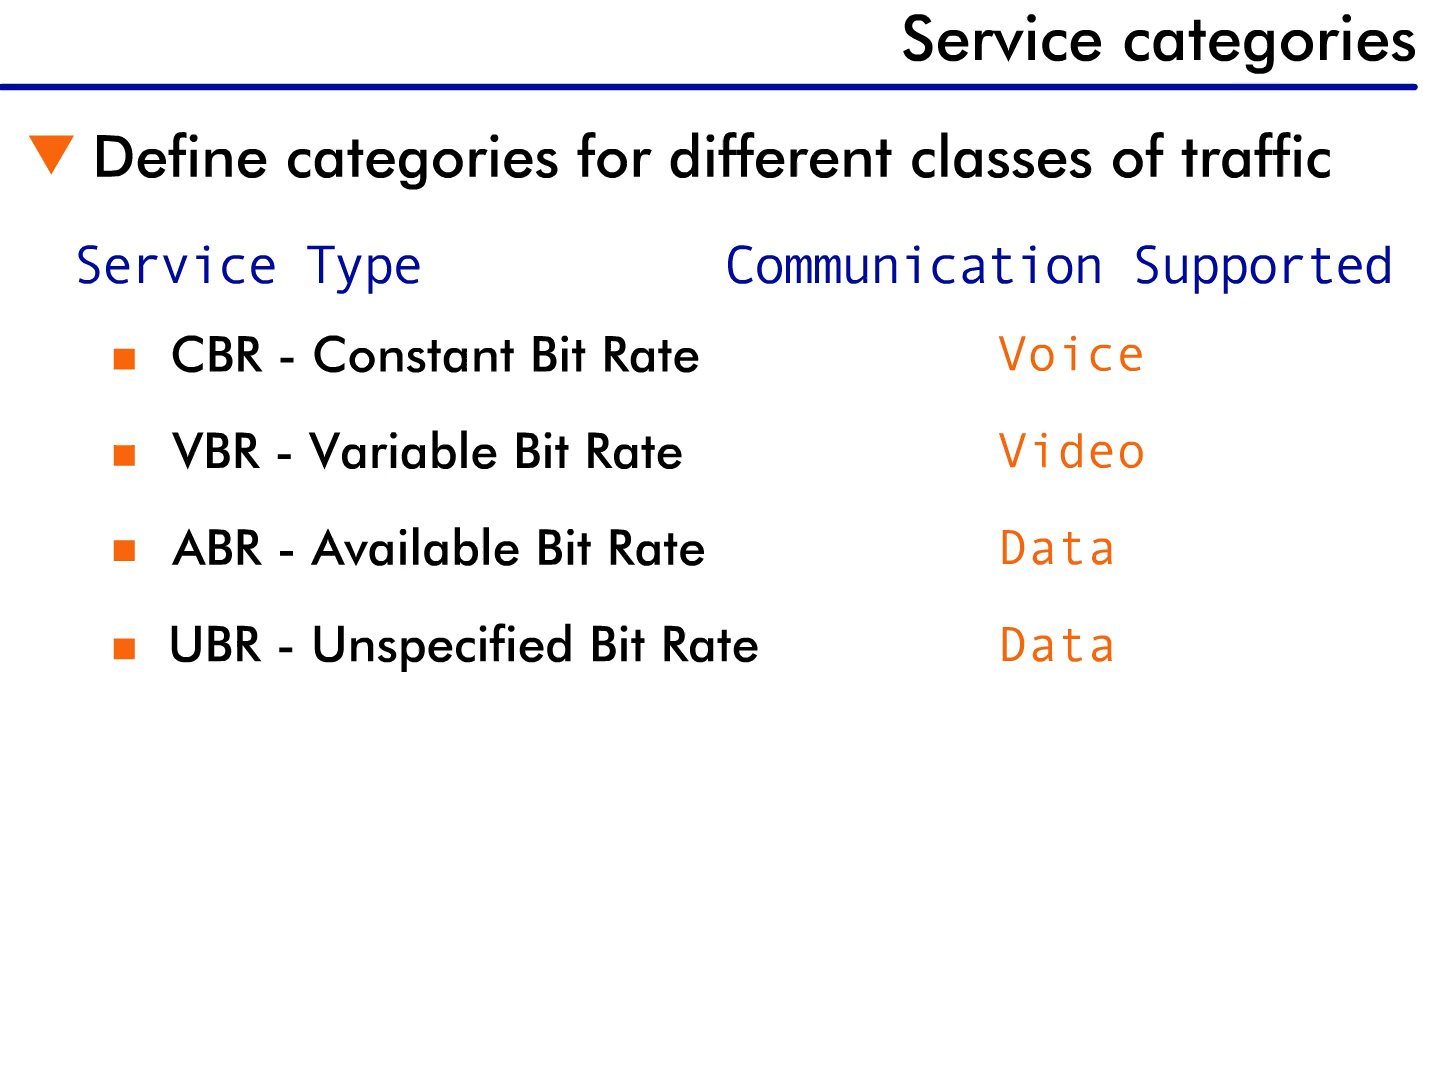 Service categories
Define categories for different classes of traffic
Service Type Communication Supported
CBR - Constant Bit Rate Voice
VBR - Variable Bit Rate Video
ABR - Available Bit Rate Data
UBR - Unspecified Bit Rate Data